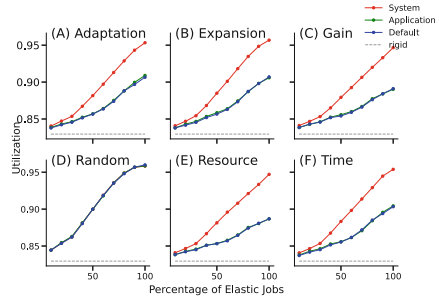 System
Application
Default
rigid
(A) Adaptation
(B) Expansion
(C) Gain
0.95
0.90
0.85
Utilization
(D) Random
(E) Resource
(F) Time
0.95
0.90
0.85
50
100
50
100
50
100
Percentage of Elastic Jobs